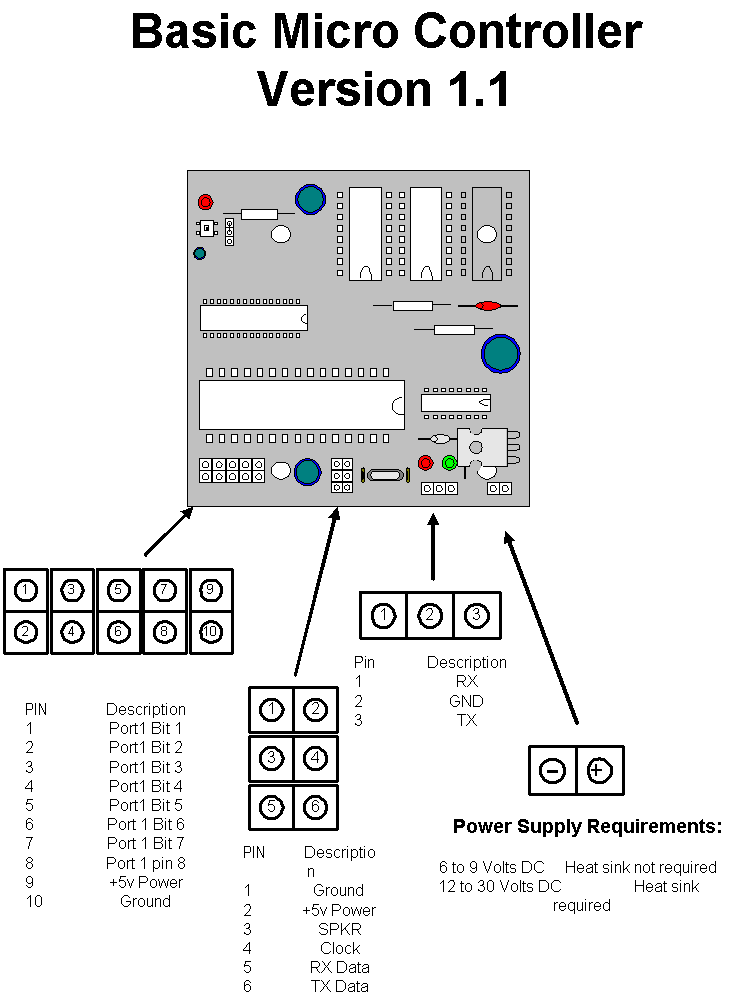 Basic Micro Controller
Version 1.1
1 3 5 7 9
2 4 6 8 10
PIN Description
1 Port1 Bit 1
2 Port1 Bit 2
3 Port1 Bit 3
4 Port1 Bit 4
5 Port1 Bit 5
6 Port 1 Bit 6
7 Port 1 Bit 7
8 Port 1 pin 8
9 +5v Power
10 Ground
1 2
3 4
5 6
PIN Descriptio
n
1 Ground
2 +5v Power
3 SPKR
4 Clock
5 RX Data
6 TX Data
1 2 3
Pin Description
1 RX
2 GND
3 TX
− +
Power Supply Requirements:
6 to 9 Volts DC Heat sink not required
12 to 30 Volts DC Heat sink
required